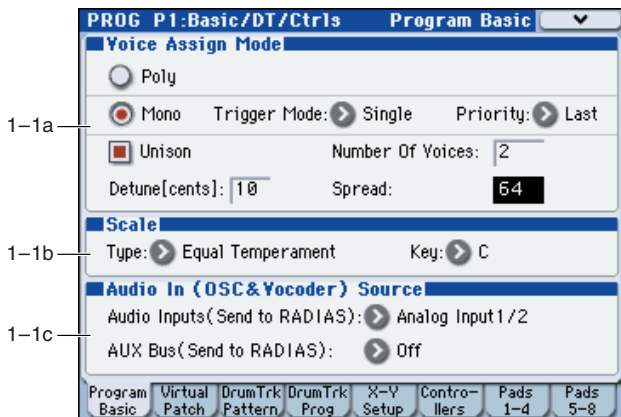 PROG P1:Basic/DT/Ctrls Program Basic
Voice Assign Mode
Poly
1–1a
Mono Trigger Mode: Single Priority: Last
Unison Number Of Voices: 2
Detune[cents]: 10 Spread: 64
Scale
1–1b
Type: Equal Temperament Key: C
Audio In (OSC&Vocoder) Source
1–1c
Audio Inputs(Send to RADIAS): Analog Input1/2
AUX Bus(Send to RADIAS): Off
Program Basic Virtual Patch DrumTrk Pattern DrumTrk Prog X-Y Setup Contro-llers Pads 1-4 Pads 5-8